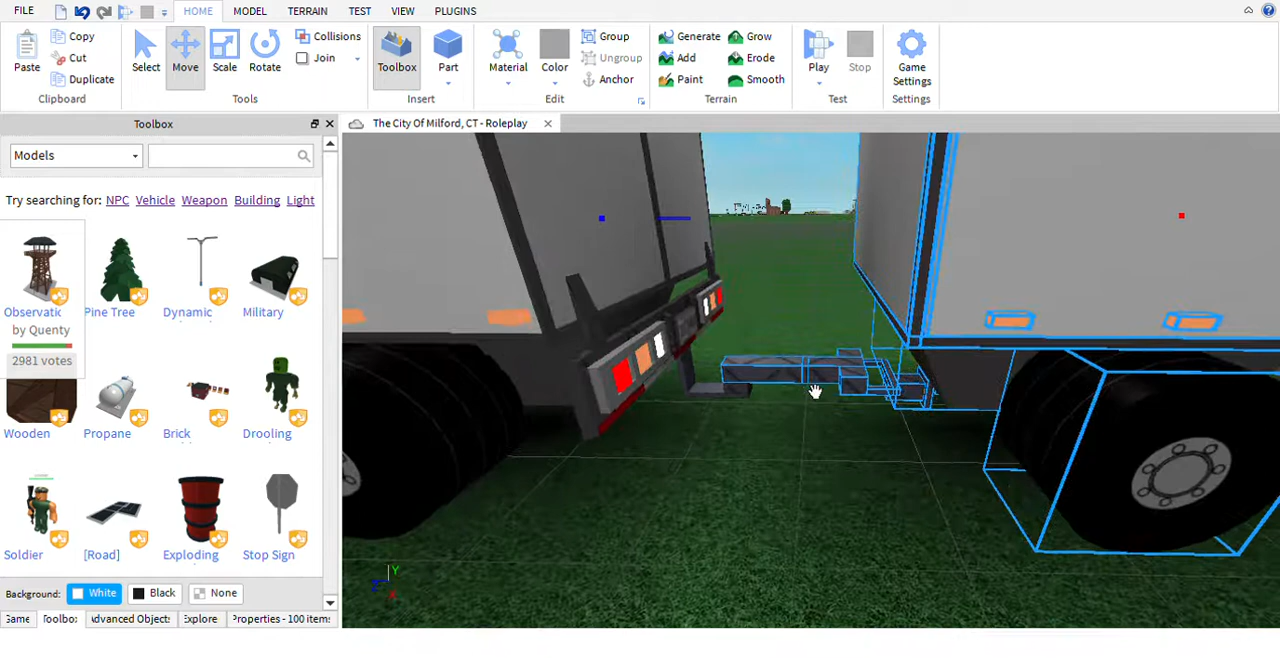 FILE HOME MODEL TERRAIN TEST VIEW PLUGINS
Paste Copy Cut Duplicate
Clipboard
Select Move Scale Rotate Collisions Join
Tools
Toolbox Part
Insert
Material Color Group Ungroup Anchor
Edit
Generate Grow Add Erode Paint Smooth
Terrain
Play Stop
Test
Game Settings
Settings
Toolbox
The City Of Milford, CT - Roleplay
Models
Try searching for: NPC Vehicle Weapon Building Light
Observatic Pine Tree Dynamic Military
by Quenty
2981 votes
Wooden Propane Brick Drooling
Soldier [Road] Exploding Stop Sign
Background: White Black None
Game Toolbo: Advanced Objects Explore Properties - 100 items
Y